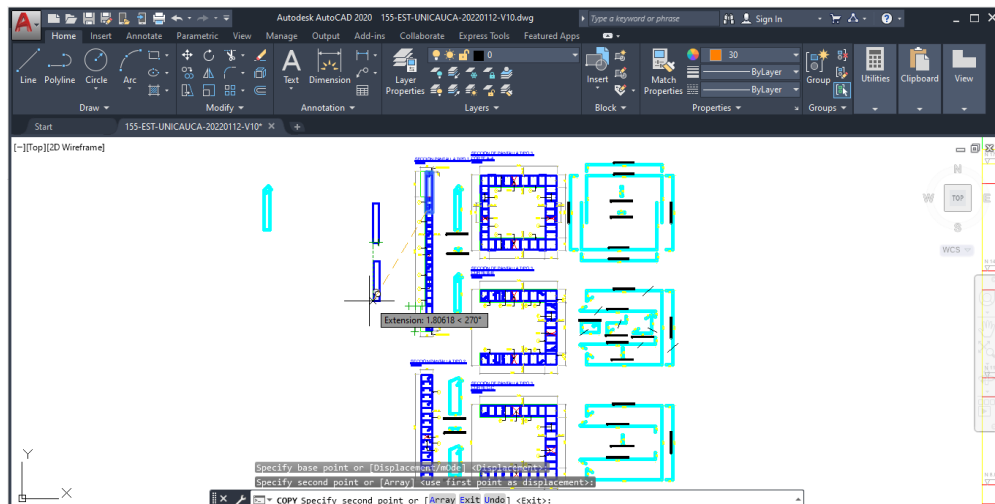 Autodesk AutoCAD 2020 155-EST-UNICAUCA-20220112-V10.dwg
Type a keyword or phrase
Sign In
Home Insert Annotate Parametric View Manage Output Add-ins Collaborate Express Tools Featured Apps
Line Polyline Circle Arc
Text Dimension
Layer Properties
0
Insert
Match Properties
30
ByLayer
ByLayer
Group
Utilities
Clipboard
View
Draw Modify Annotation Layers Block Properties Groups
Start 155-EST-UNICAUCA-20220112-V10*
[−][Top][2D Wireframe]
N
W TOP E
S
WCS
Extension: 1.80618 < 270°
Y
X
Specify base point or [Displacement/mOde] <Displacement>:
Specify second point or [Array] <use first point as displacement>:
COPY Specify second point or [Array Exit Undo] <Exit>: